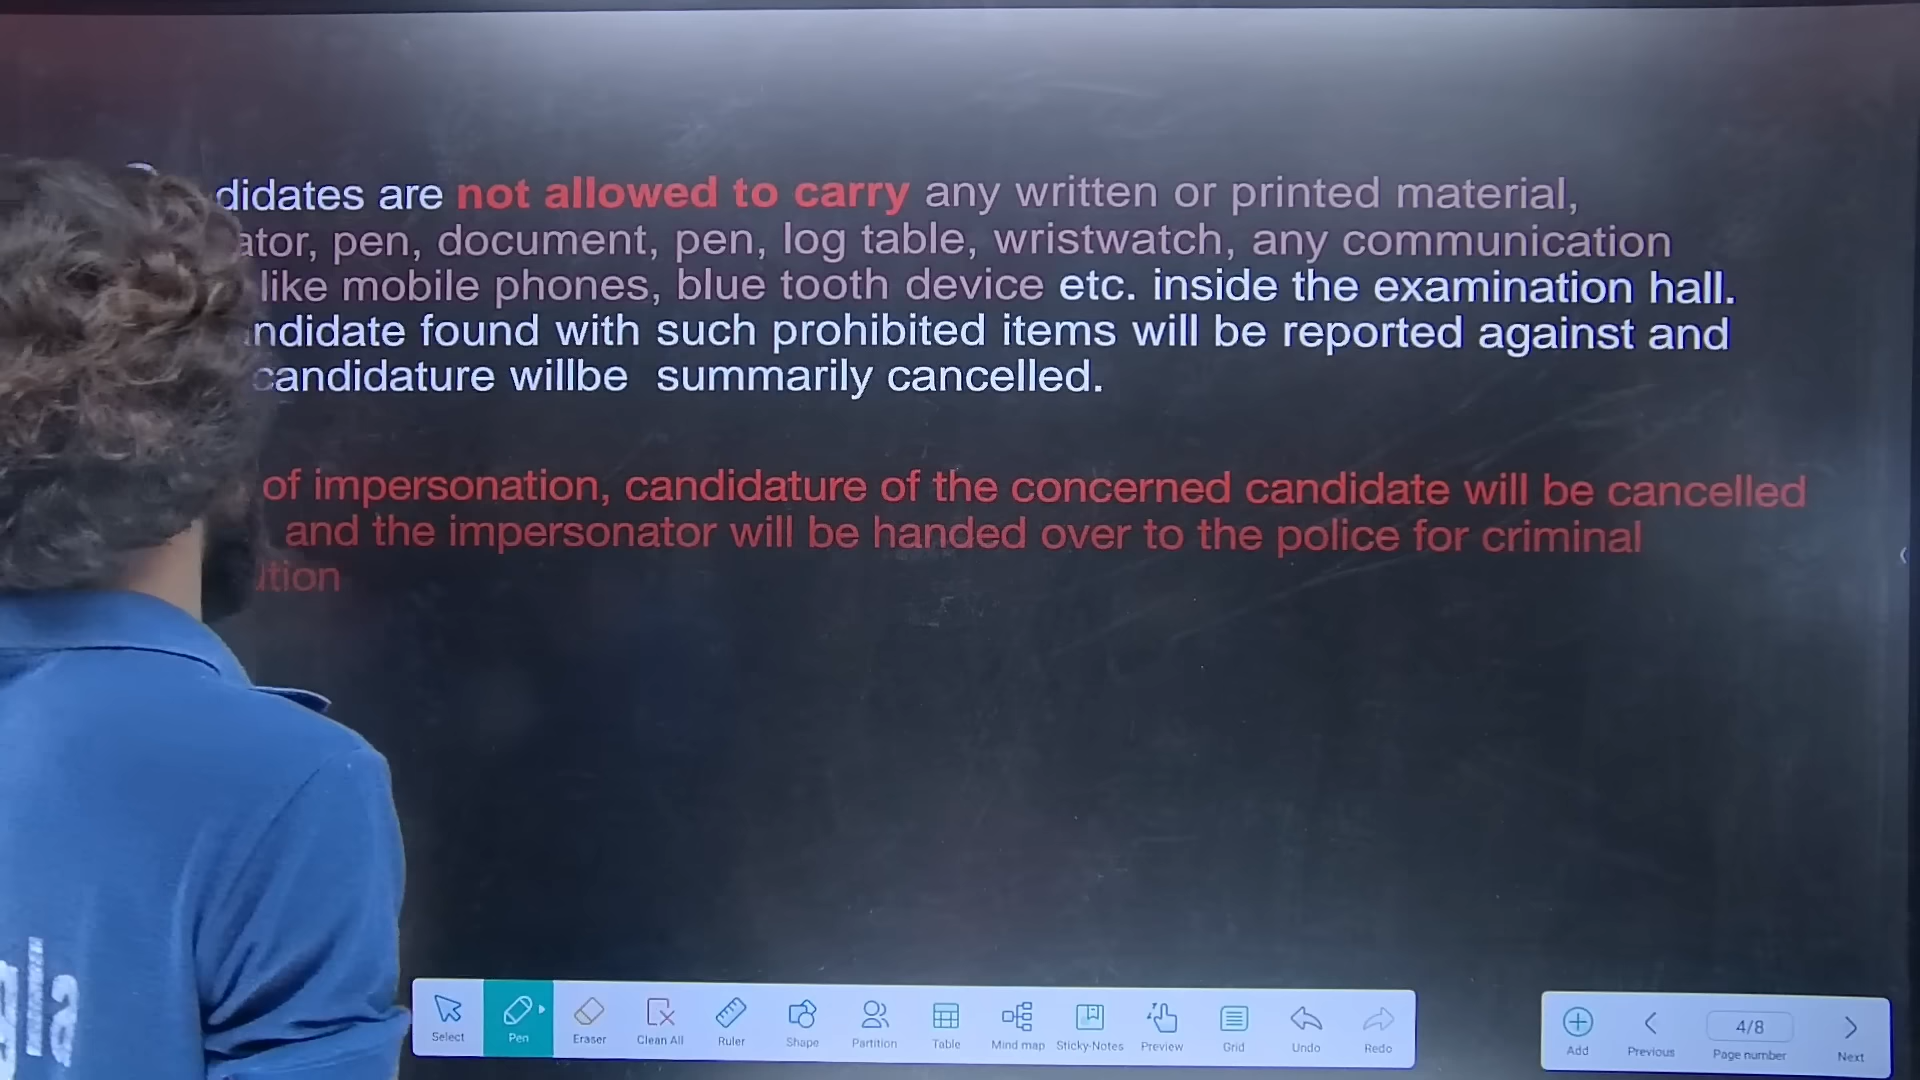 didates are not allowed to carry any written or printed material,
ator, pen, document, pen, log table, wristwatch, any communication
like mobile phones, blue tooth device etc. inside the examination hall.
ndidate found with such prohibited items will be reported against and
candidature willbe summarily cancelled.
of impersonation, candidature of the concerned candidate will be cancelled
and the impersonator will be handed over to the police for criminal
ution
Select Pen Eraser Clean All Ruler Shape Partition Table Mind map Sticky-Notes Preview Grid Undo Redo
Add Previous 4/8 Page number Next